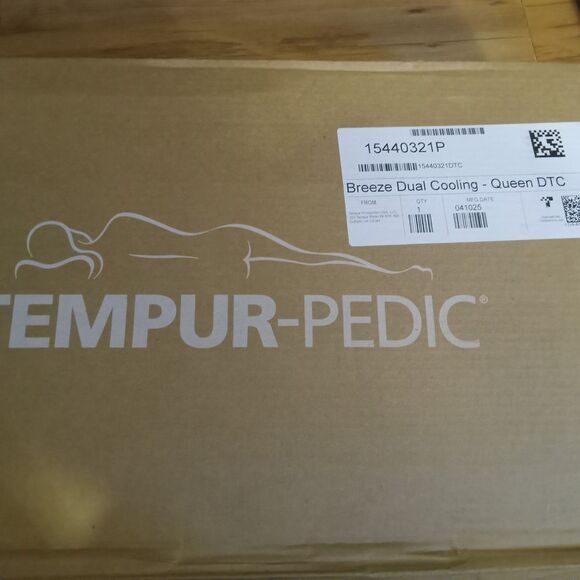 15440321P
15440321DTC
Breeze Dual Cooling - Queen DTC
FROM
QTY
1
MFG DATE
041025
TEMPUR-PEDIC®